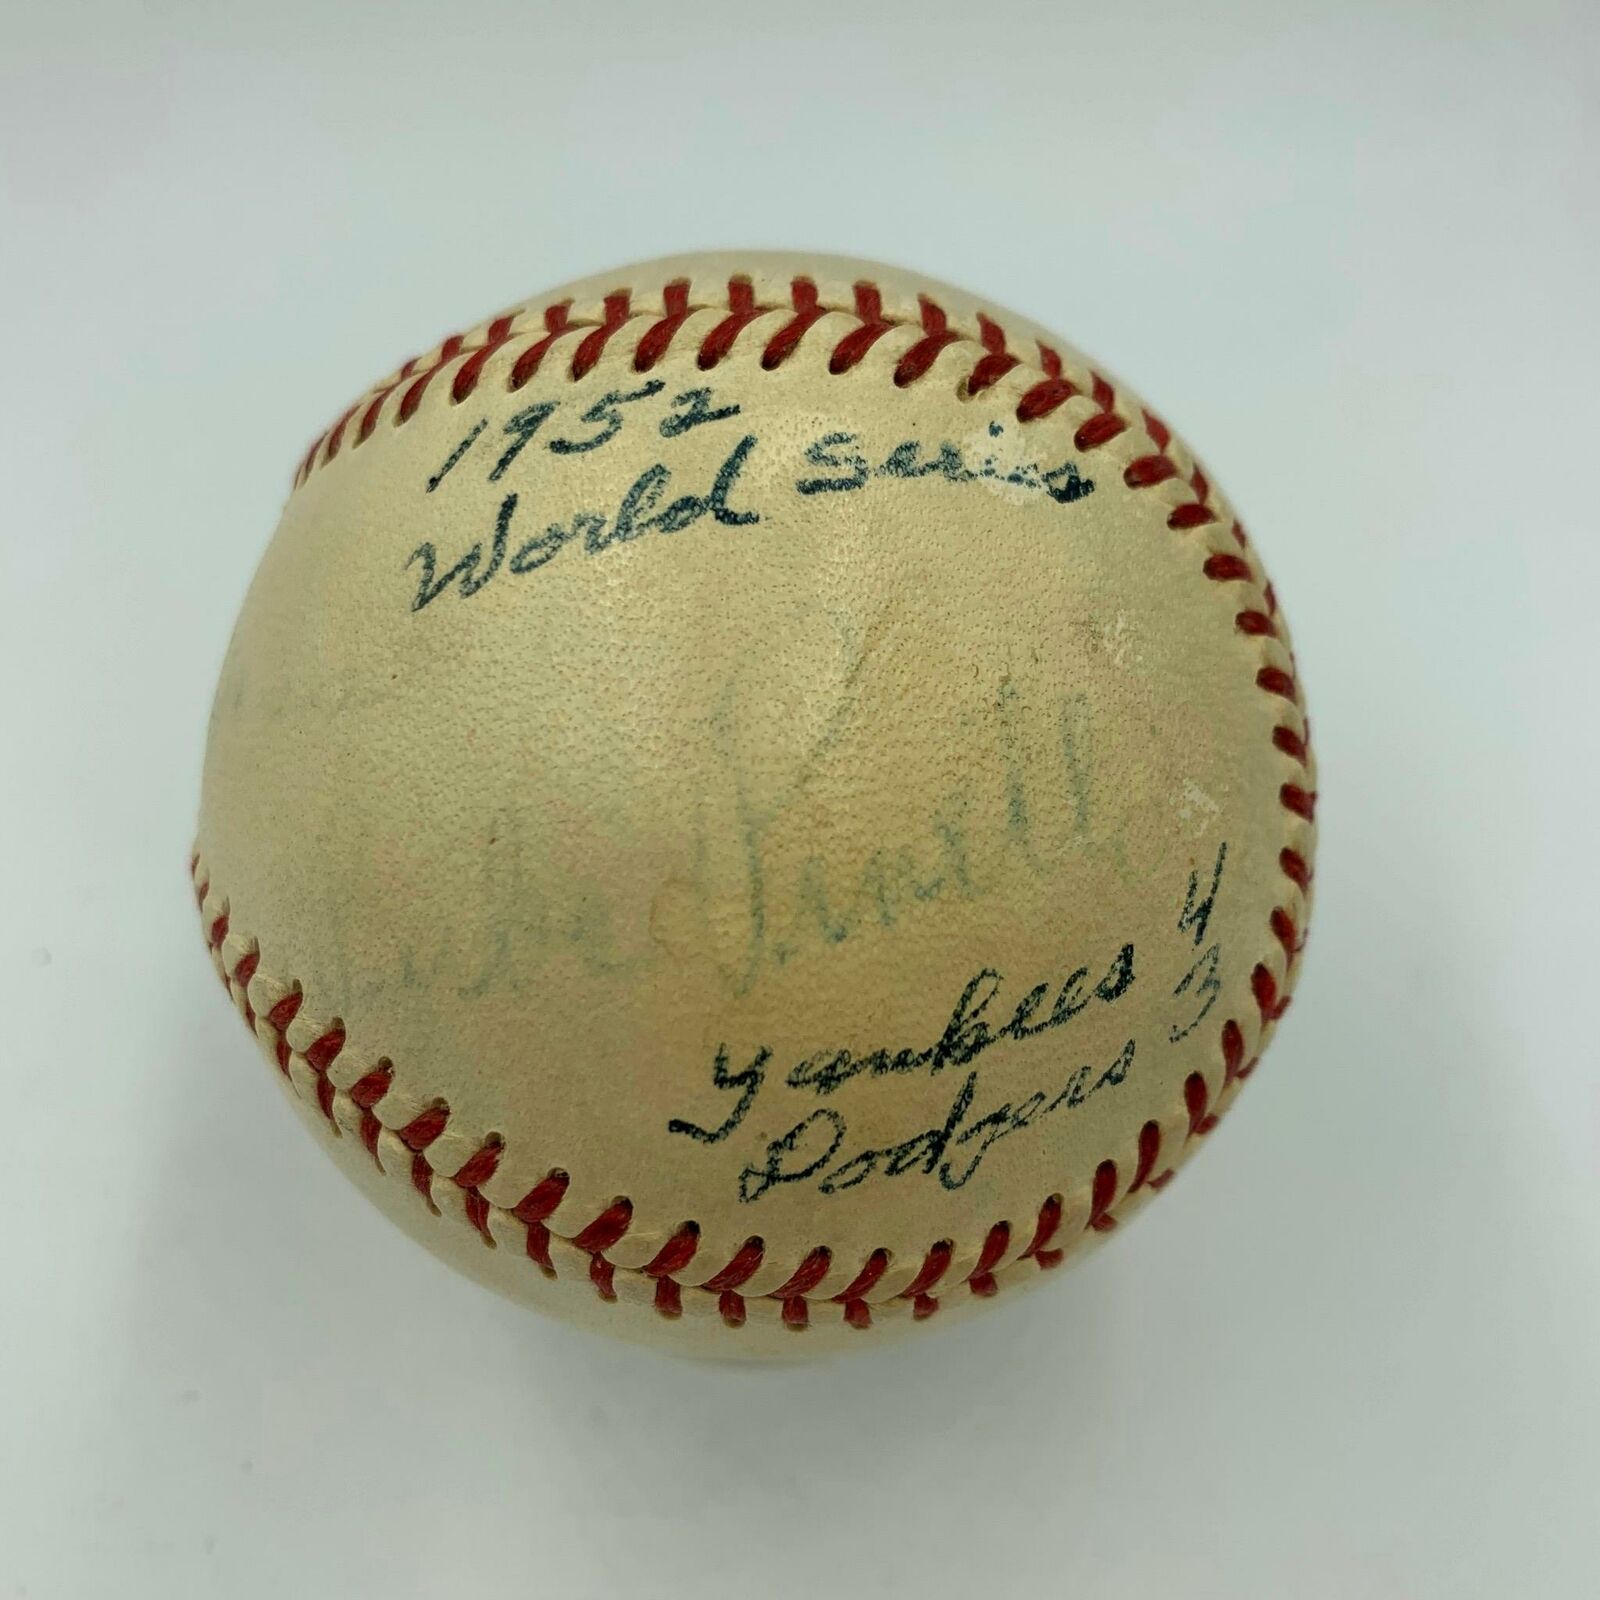 1952
World Series
Yankees 4
Dodgers 3